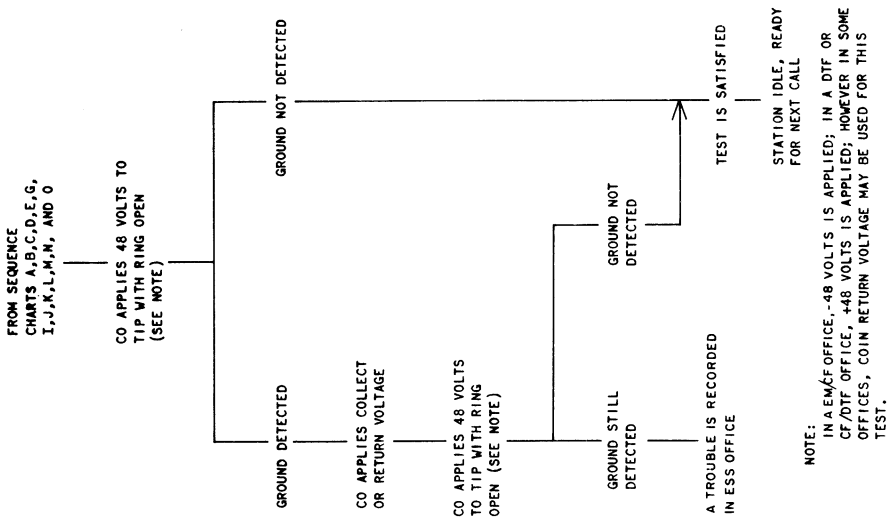 FROM SEQUENCE
CHARTS A,B,C,D,E,G,
I,J,K,L,M,N, AND O
CO APPLIES 48 VOLTS TO
TIP WITH RING OPEN
(SEE NOTE)
GROUND DETECTED
GROUND NOT DETECTED
CO APPLIES COLLECT
OR RETURN VOLTAGE
CO APPLIES 48 VOLTS
TO TIP WITH RING
OPEN (SEE NOTE)
GROUND STILL
DETECTED
GROUND NOT
DETECTED
A TROUBLE IS RECORDED
IN ESS OFFICE
TEST IS SATISFIED
STATION IDLE, READY
FOR NEXT CALL
NOTE:
IN A EM/CF OFFICE,-48 VOLTS IS APPLIED; IN A DTF OR
CF/DTF OFFICE, +48 VOLTS IS APPLIED; HOWEVER IN SOME
OFFICES, COIN RETURN VOLTAGE MAY BE USED FOR THIS
TEST.